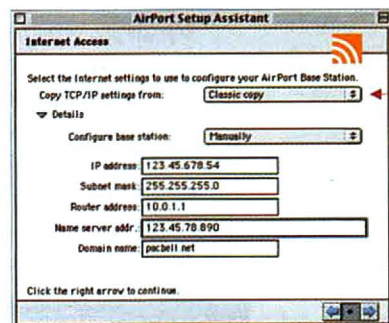 AirPort Setup Assistant
Internet Access
Select the Internet settings to use to configure your AirPort Base Station.
Copy TCP/IP settings from: Classic copy
Details
Configure base station: Manually
IP address: 123.45.678.54
Subnet mask: 255.255.255.0
Router address: 10.0.1.1
Name server addr.: 123.45.78.890
Domain name: pacbell.net
Click the right arrow to continue.